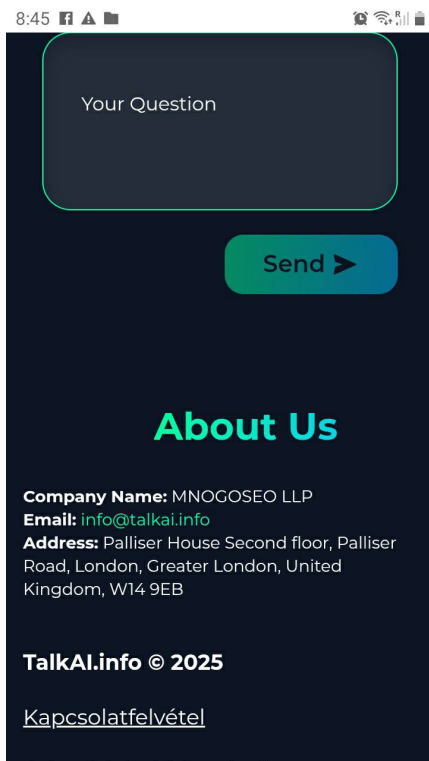 8:45
R
Your Question
Send
About Us
Company Name: MNOGOSEO LLP
Email: info@talkai.info
Address: Palliser House Second floor, Palliser
Road, London, Greater London, United
Kingdom, W14 9EB
TalkAI.info © 2025
Kapcsolatfelvétel